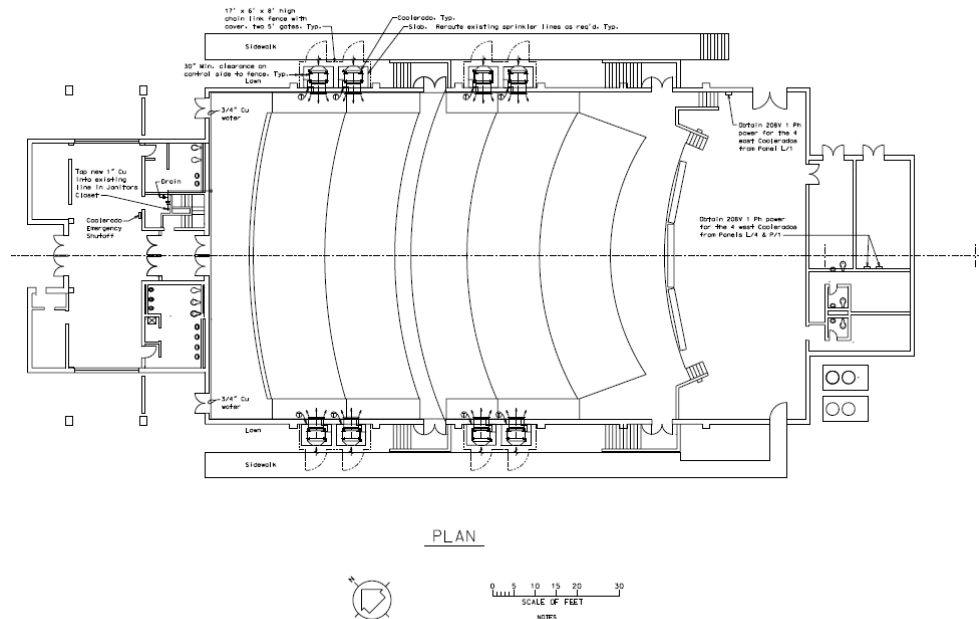 17' x 6' x 8' high
chain link fence with
cover, two 5' gates, Typ.
Coolerado, Typ.
Slab. Reroute existing sprinkler lines as req'd. Typ.
Sidewalk
30" Min. clearance on
control side to fence, Typ.
Lawn
3/4" Cu
water
Obtain 208V 1 Ph
power for the 4
east Coolerados
from Panel L/1
Tap new 1" Cu
into existing
line in Janitors
Closet
Drain
Coolerado
Emergency
Shutoff
Obtain 208V 1 Ph power
for the 4 west Coolerados
from Panels L/4 & P/1
3/4" Cu
water
Lawn
Sidewalk
PLAN
N
0 5 10 15 20 30
SCALE OF FEET
NOTES